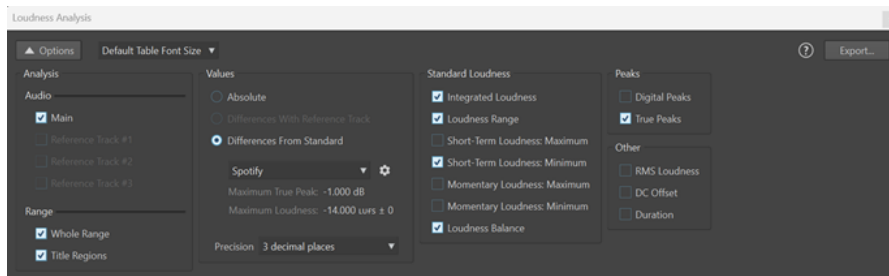 Loudness Analysis
Options
Default Table Font Size
Export...
Analysis
Audio
Main
Reference Track #1
Reference Track #2
Reference Track #3
Range
Whole Range
Title Regions
Values
Absolute
Differences With Reference Track
Differences From Standard
Spotify
Maximum True Peak: -1.000 dB
Maximum Loudness: -14.000 LUFS ± 0
Precision 3 decimal places
Standard Loudness
Integrated Loudness
Loudness Range
Short-Term Loudness: Maximum
Short-Term Loudness: Minimum
Momentary Loudness: Maximum
Momentary Loudness: Minimum
Loudness Balance
Peaks
Digital Peaks
True Peaks
Other
RMS Loudness
DC Offset
Duration